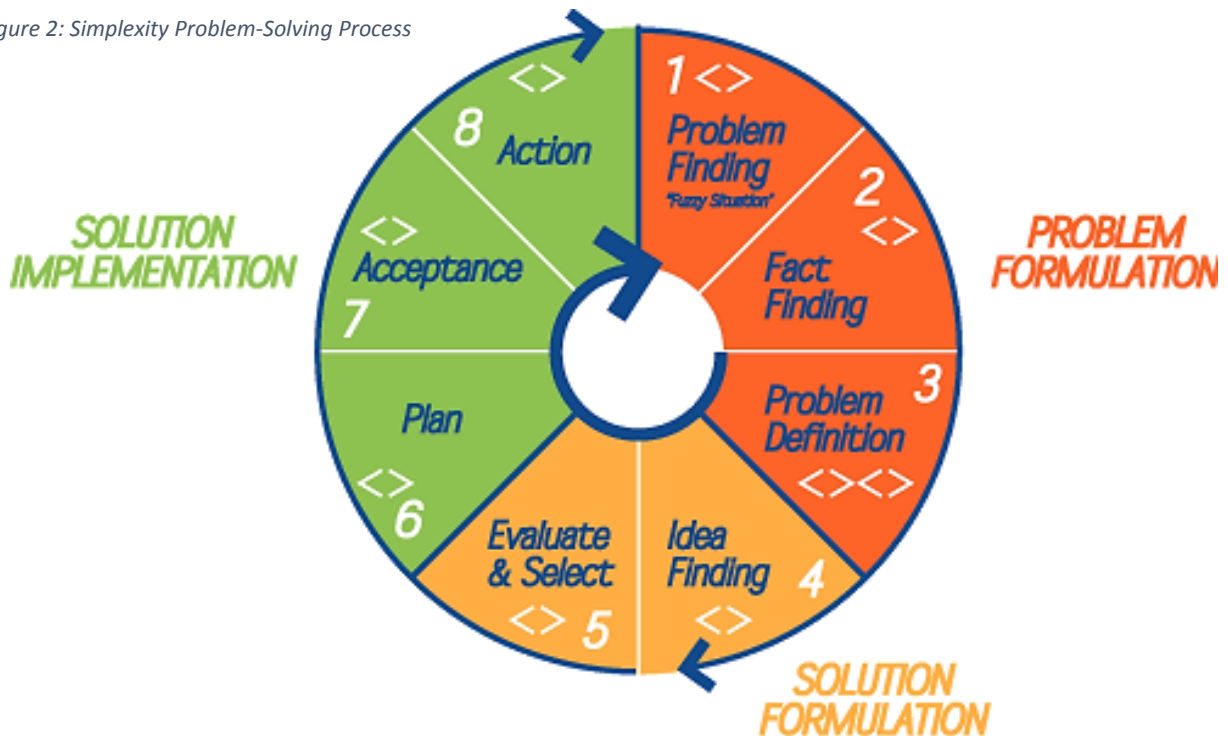 gure 2: Simplexity Problem-Solving Process
1 <>
Problem
Finding
"Fuzzy Situation"
2
<>
Fact
Finding
3
Problem
Definition
<><>
PROBLEM
FORMULATION
Idea
Finding
4
<>
Evaluate
& Select
<> 5
SOLUTION
FORMULATION
Plan
<>
6
<>
Acceptance
7
<>
8
Action
SOLUTION
IMPLEMENTATION